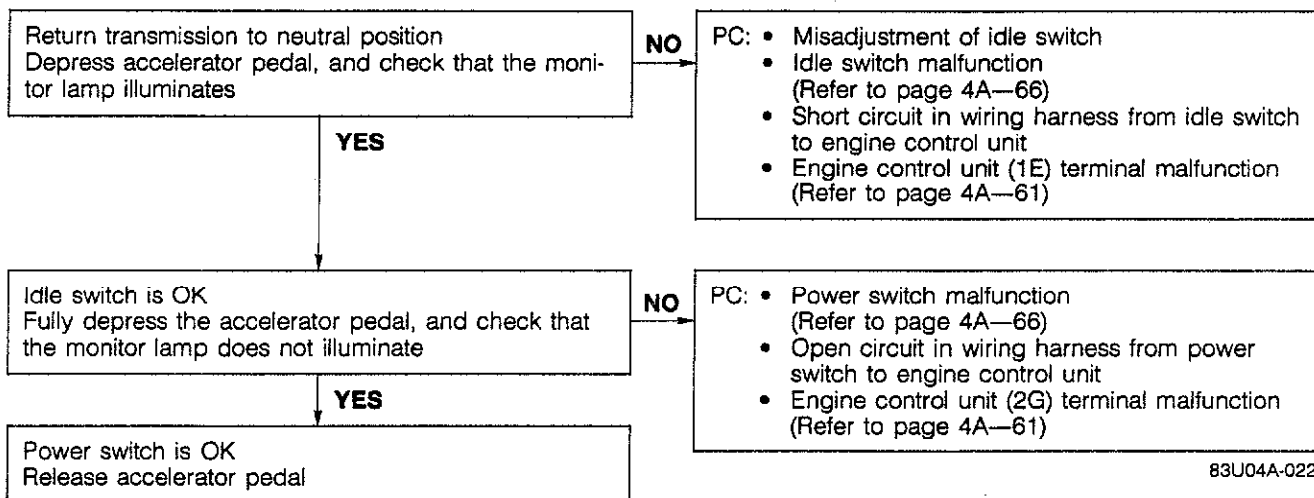 Return transmission to neutral position
Depress accelerator pedal, and check that the moni-
tor lamp illuminates
NO
PC: • Misadjustment of idle switch
• Idle switch malfunction
(Refer to page 4A—66)
• Short circuit in wiring harness from idle switch
to engine control unit
• Engine control unit (1E) terminal malfunction
(Refer to page 4A—61)
YES
Idle switch is OK
Fully depress the accelerator pedal, and check that
the monitor lamp does not illuminate
NO
PC: • Power switch malfunction
(Refer to page 4A—66)
• Open circuit in wiring harness from power
switch to engine control unit
• Engine control unit (2G) terminal malfunction
(Refer to page 4A—61)
YES
Power switch is OK
Release accelerator pedal
83U04A-022